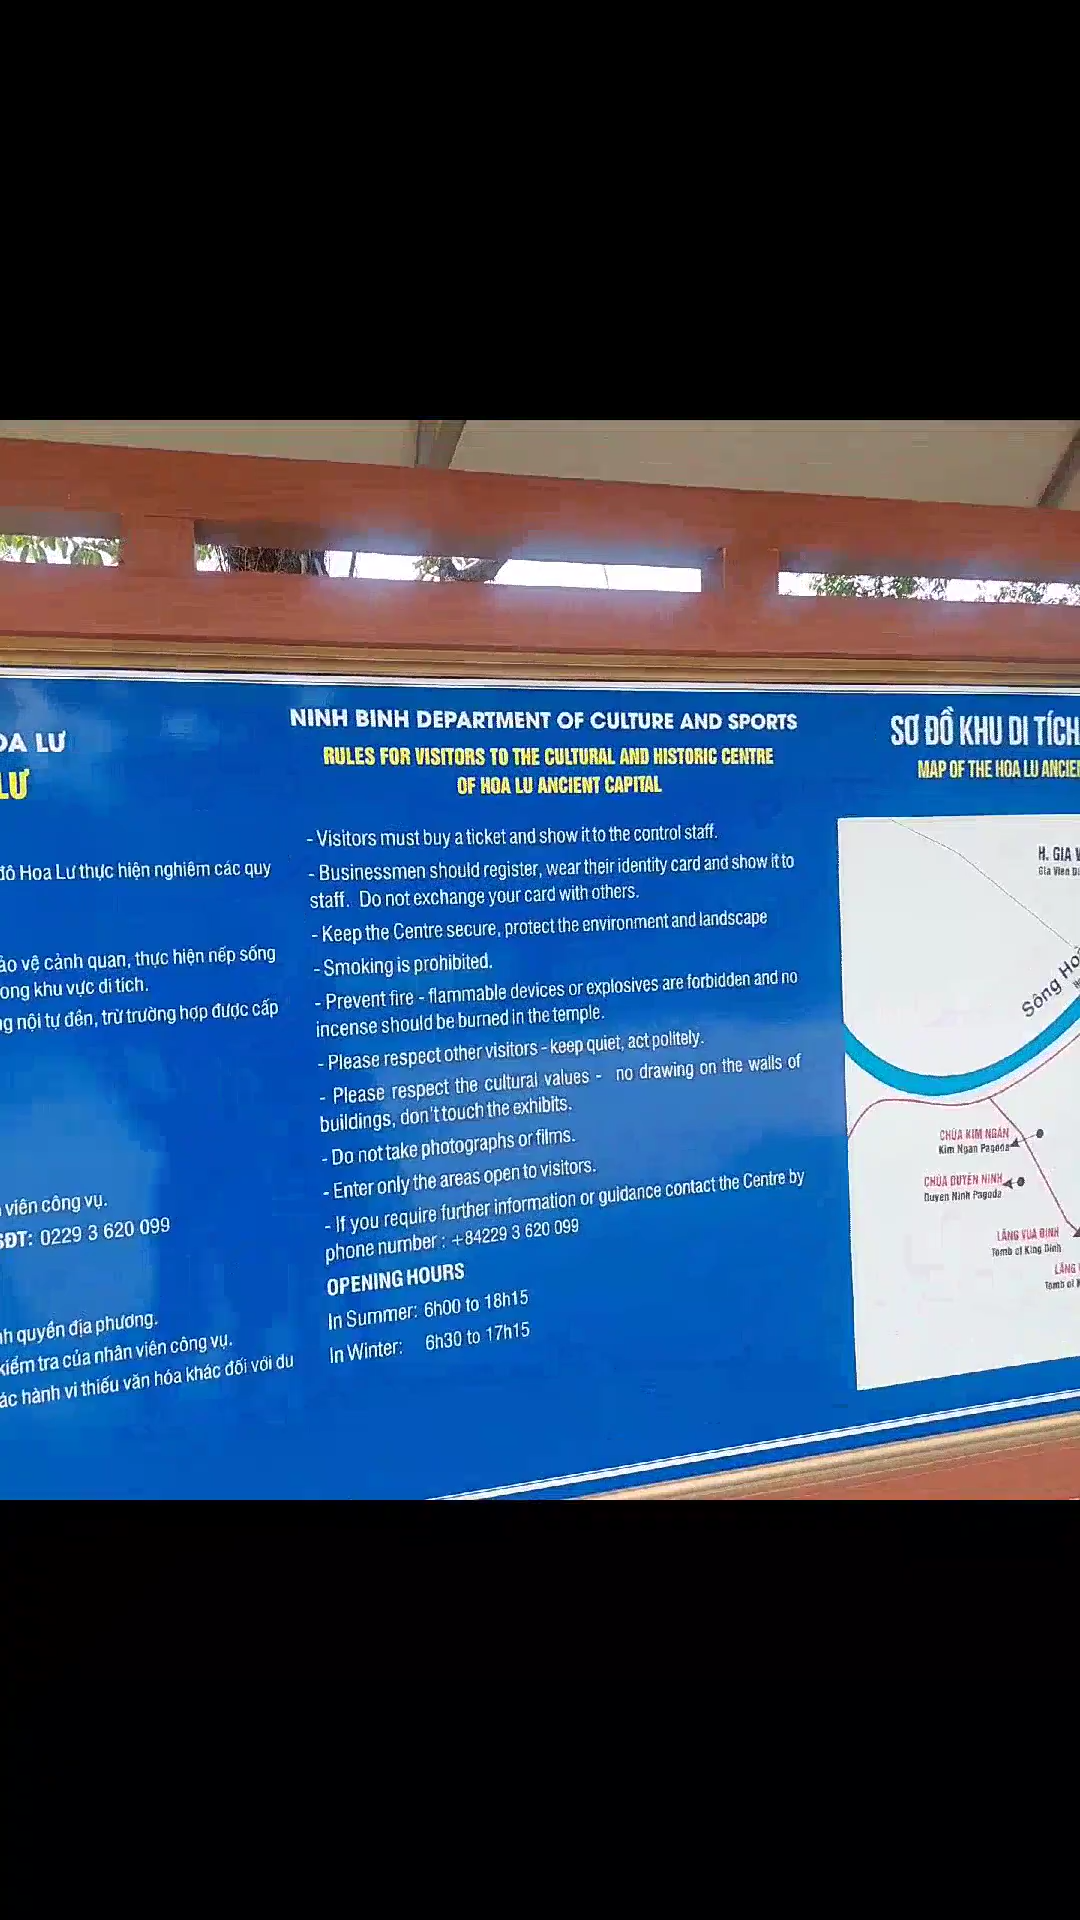 OA LƯ
LƯ
đô Hoa Lư thực hiện nghiêm các quy
ảo vệ cảnh quan, thực hiện nếp sống
ong khu vực di tích.
g nội tự đền, trừ trường hợp được cấp
viên công vụ.
SĐT: 0229 3 620 099
nh quyền địa phương.
kiểm tra của nhân viên công vụ.
ác hành vi thiếu văn hóa khác đối với du
NINH BINH DEPARTMENT OF CULTURE AND SPORTS
RULES FOR VISITORS TO THE CULTURAL AND HISTORIC CENTRE
OF HOA LU ANCIENT CAPITAL
- Visitors must buy a ticket and show it to the control staff.
- Businessmen should register, wear their identity card and show it to
staff. Do not exchange your card with others.
- Keep the Centre secure, protect the environment and landscape
- Smoking is prohibited.
- Prevent fire - flammable devices or explosives are forbidden and no
incense should be burned in the temple.
- Please respect other visitors - keep quiet, act politely.
- Please respect the cultural values - no drawing on the walls of
buildings, don't touch the exhibits.
- Do not take photographs or films.
- Enter only the areas open to visitors.
- If you require further information or guidance contact the Centre by
phone number : +84229 3 620 099
OPENING HOURS
In Summer: 6h00 to 18h15
In Winter: 6h30 to 17h15
SƠ ĐỒ KHU DI TÍCH
MAP OF THE HOA LU ANCIE
H. GIA V
Gia Vien Di
Sông Ho
CHÙA KIM NGÂN
Kim Ngan Pagoda
CHÙA DUYÊN NINH
Duyen Ninh Pagoda
LĂNG VUA ĐINH
Tomb of King Dinh
LĂNG
Tomb of K